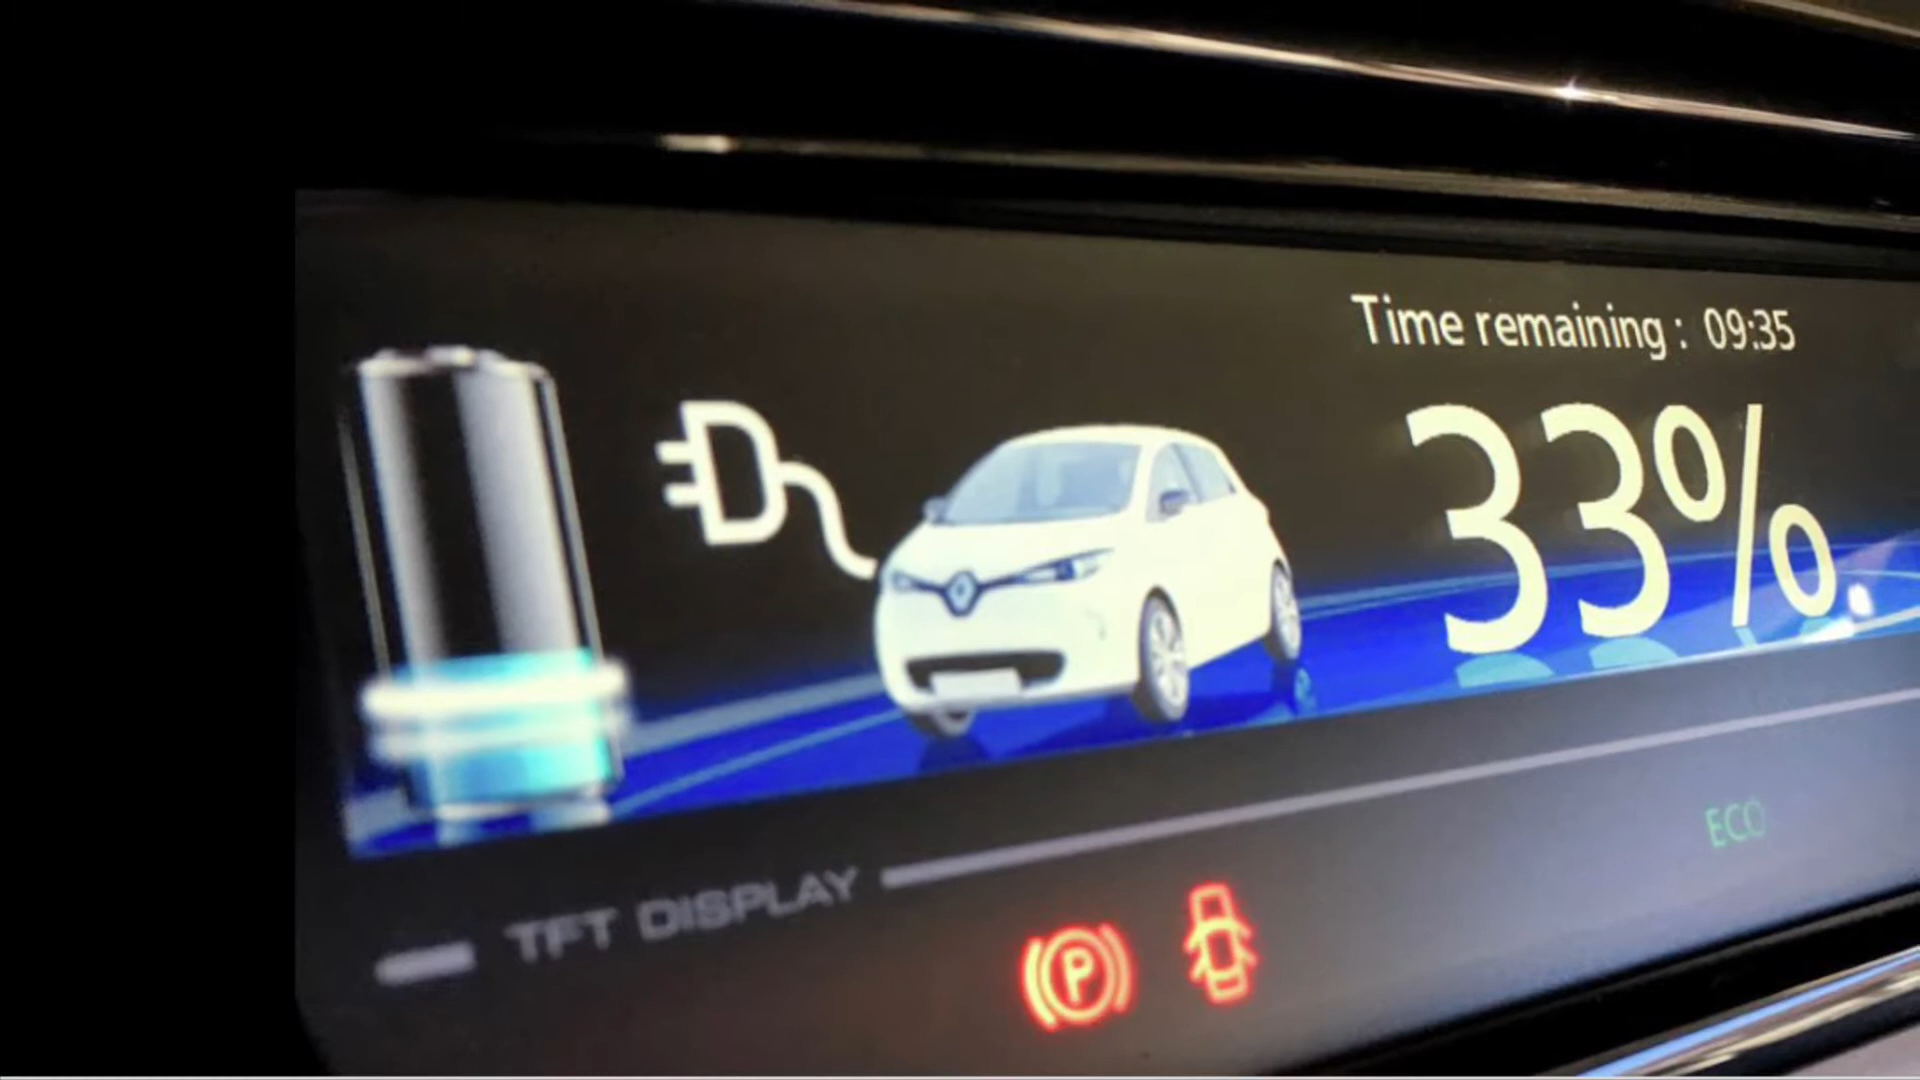 Time remaining : 09:35
33%
ECO
TFT DISPLAY
P